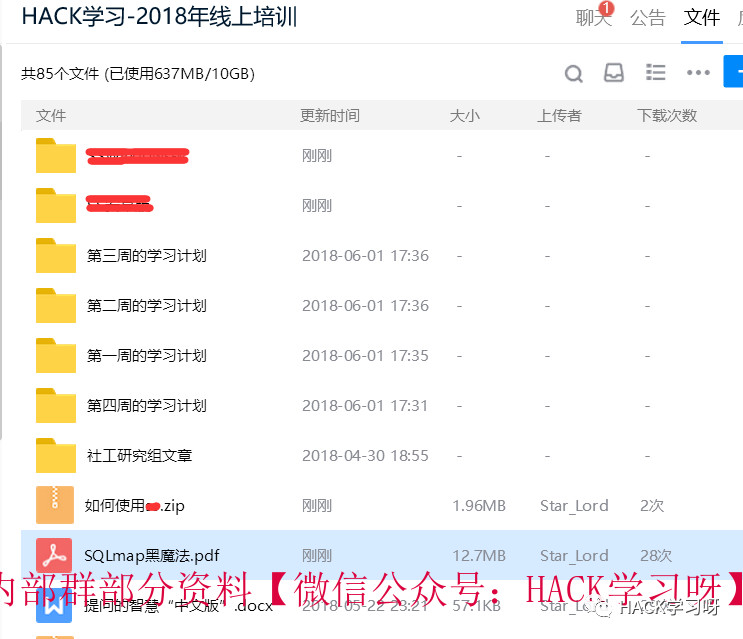 HACK学习-2018年线上培训 聊天 1 公告 文件
共85个文件 (已使用637MB/10GB)
文件 更新时间 大小 上传者 下载次数
刚刚 - - -
刚刚 - - -
第三周的学习计划 2018-06-01 17:36 - - -
第二周的学习计划 2018-06-01 17:36 - - -
第一周的学习计划 2018-06-01 17:35 - - -
第四周的学习计划 2018-06-01 17:31 - - -
社工研究组文章 2018-04-30 18:55 - - -
如何使用 .zip 刚刚 1.96MB Star_Lord 2次
SQLmap黑魔法.pdf 刚刚 12.7MB Star_Lord 28次
内部群部分资料【微信公众号：HACK学习呀】
提问的智慧“中文版”.docx 2018-05-22 23:21 57.1KB
HACK学习呀